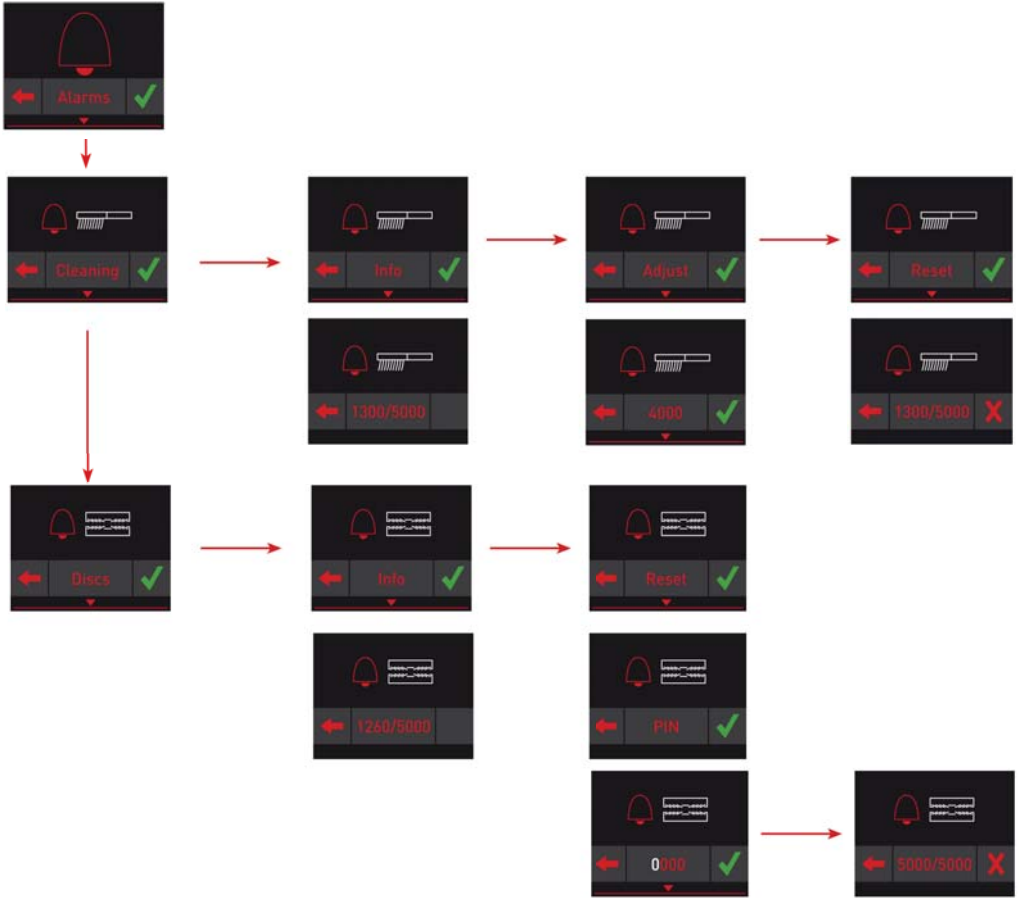 Alarms
Cleaning
Info
Adjust
Reset
1300/5000
4000
1300/5000
Discs
Info
Reset
1260/5000
PIN
0000
5000/5000